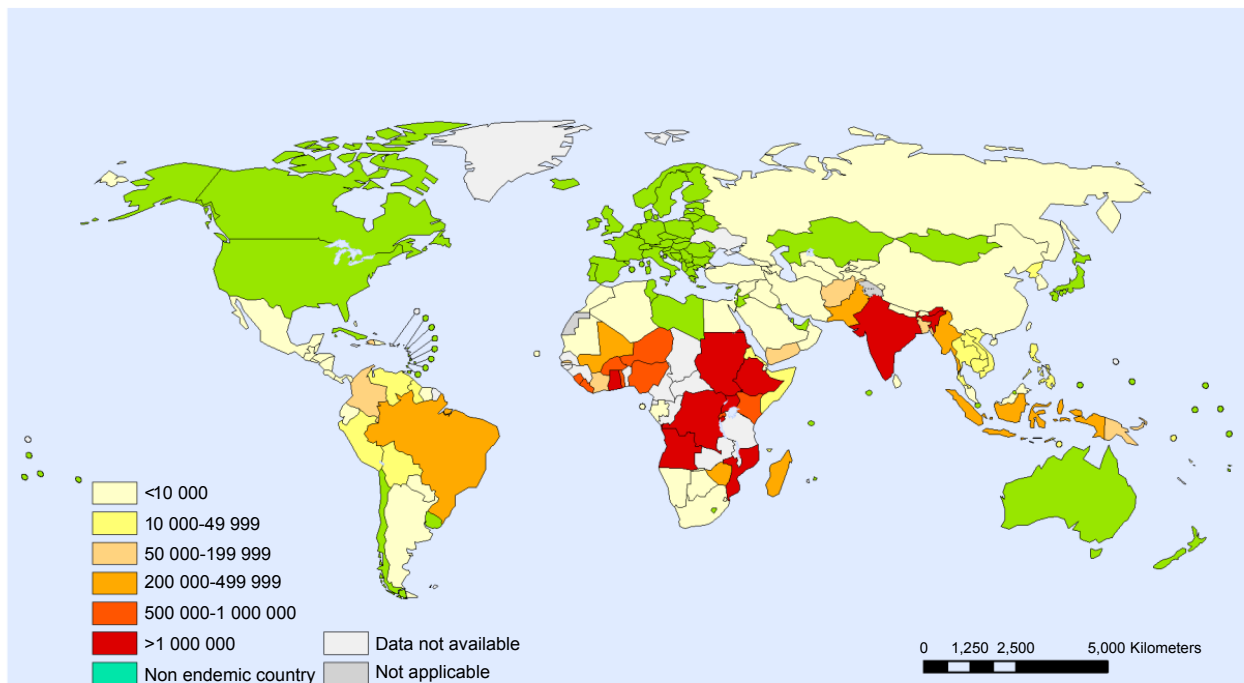 <10 000
10 000-49 999
50 000-199 999
200 000-499 999
500 000-1 000 000
>1 000 000
Non endemic country
Data not available
Not applicable
0 1,250 2,500 5,000 Kilometers